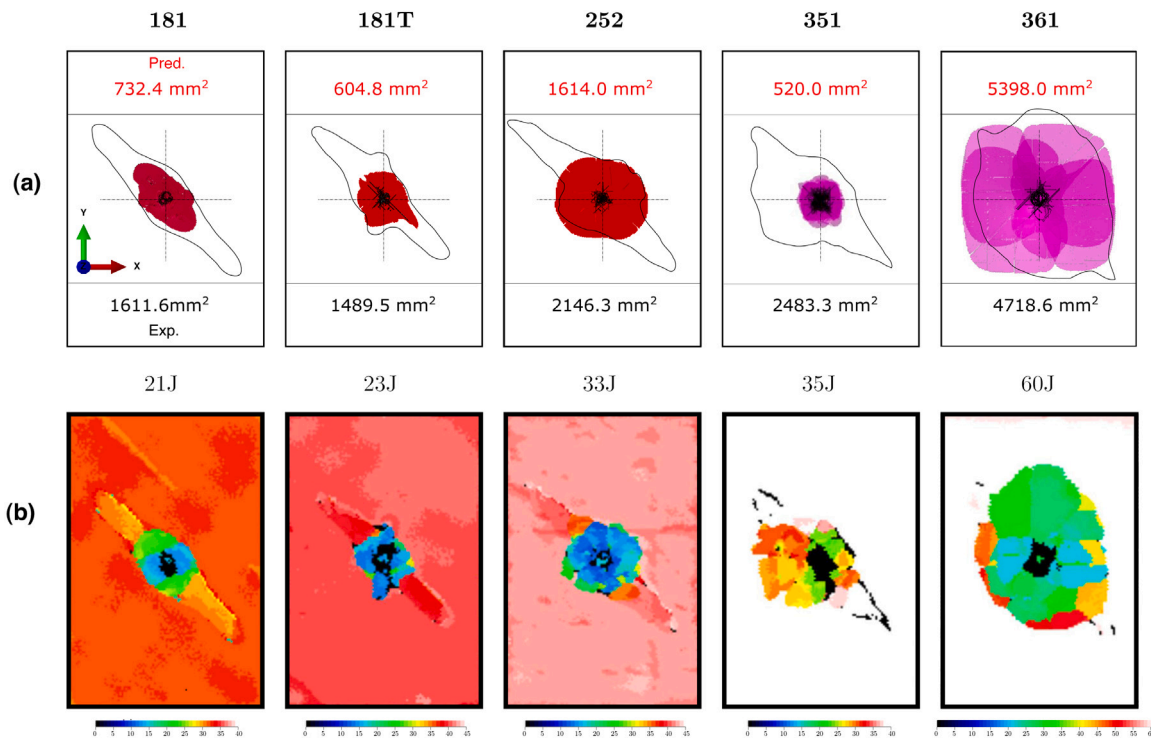 181 181T 252 351 361
(a)
Pred.
732.4 mm² 604.8 mm² 1614.0 mm² 520.0 mm² 5398.0 mm²
Y
X
1611.6mm² 1489.5 mm² 2146.3 mm² 2483.3 mm² 4718.6 mm²
Exp.
21J 23J 33J 35J 60J
(b)
0 5 10 15 20 25 30 35 40
0 5 10 15 20 25 30 35 40 45
0 5 10 15 20 25 30 35 40 45
0 5 10 15 20 25 30 35 40
0 5 10 15 20 25 30 35 40 45 50 55